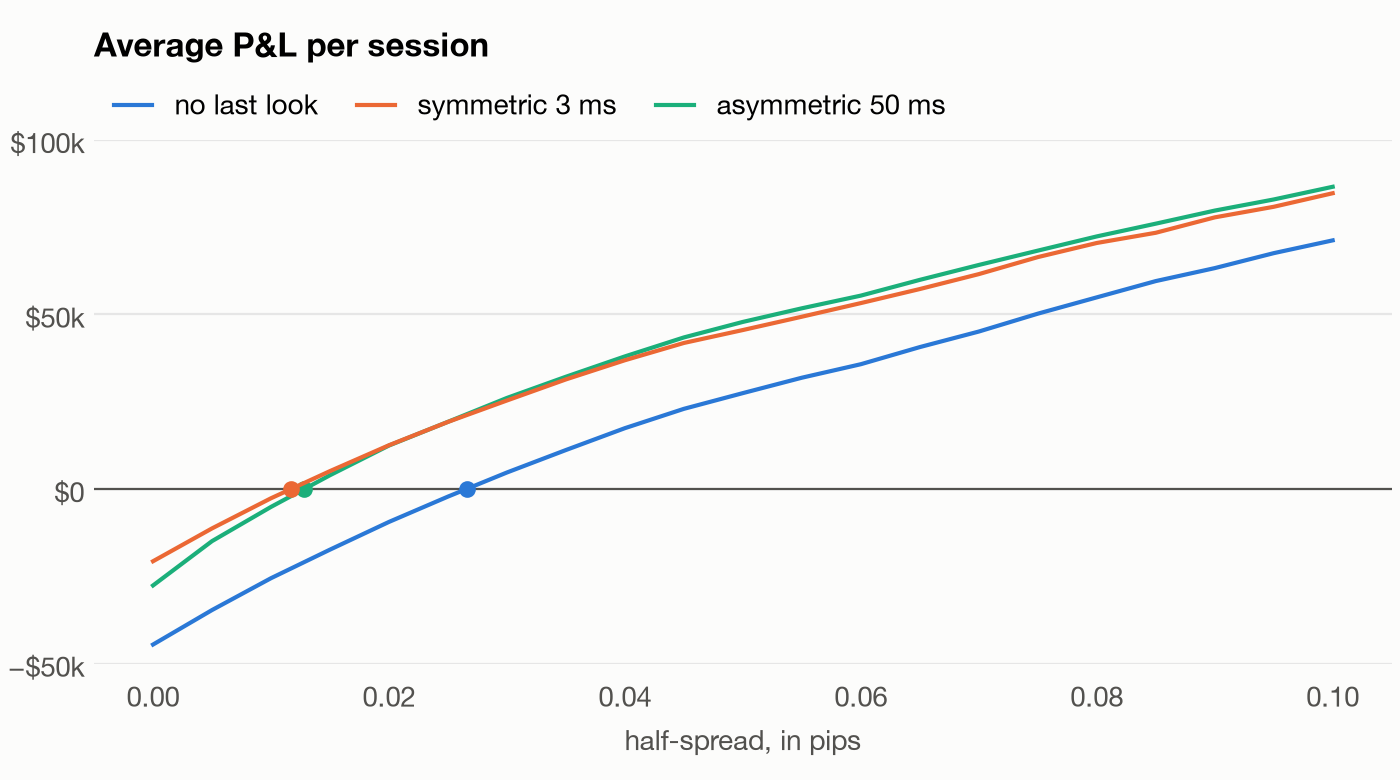 Average P&L per session
no last look symmetric 3 ms asymmetric 50 ms
$100k
$50k
$0
−$50k
0.00 0.02 0.04 0.06 0.08 0.10
half-spread, in pips